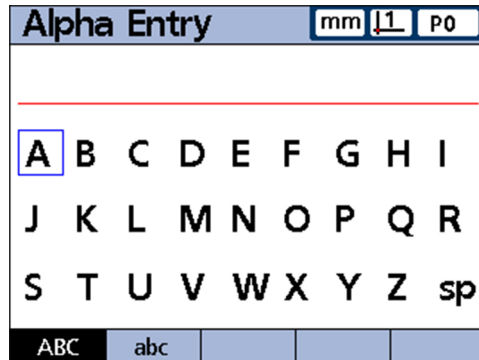 Alpha Entry mm 1 P0
A B C D E F G H I
J K L M N O P Q R
S T U V W X Y Z sp
ABC abc